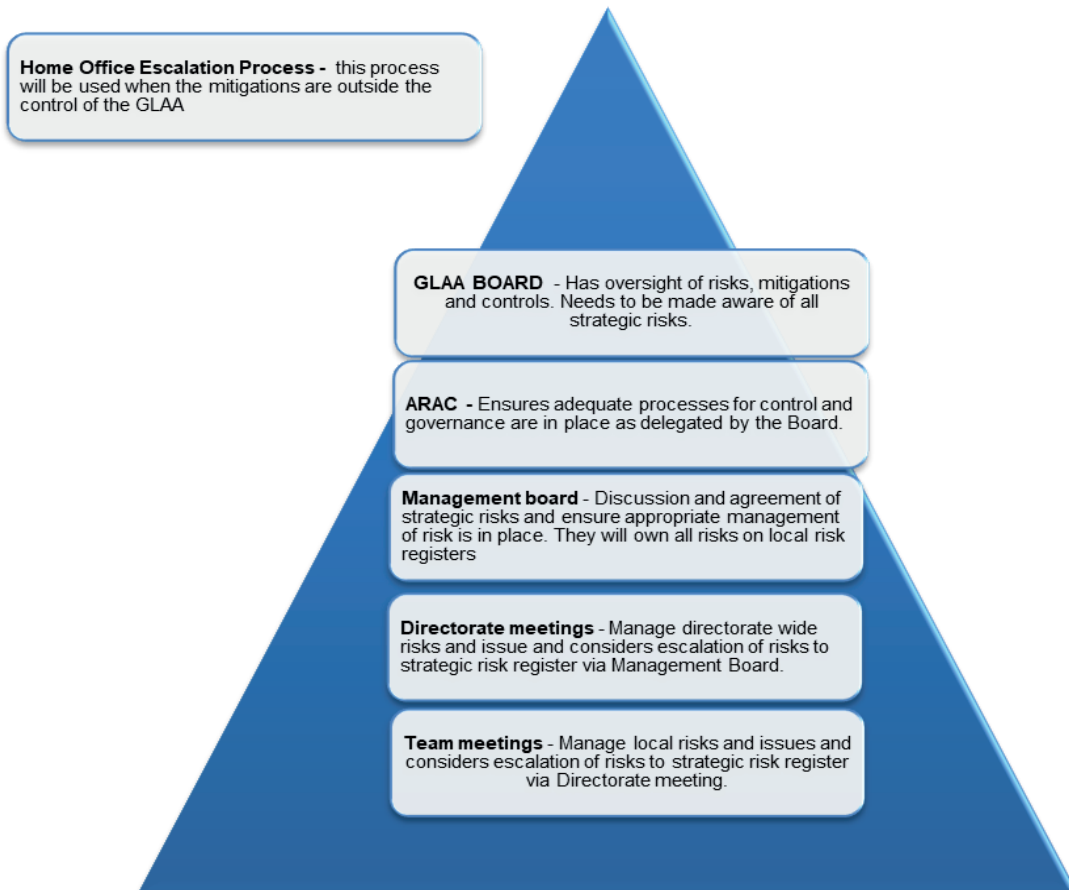 Home Office Escalation Process - this process
will be used when the mitigations are outside the
control of the GLAA
GLAA BOARD - Has oversight of risks, mitigations
and controls. Needs to be made aware of all
strategic risks.
ARAC - Ensures adequate processes for control and
governance are in place as delegated by the Board.
Management board - Discussion and agreement of
strategic risks and ensure appropriate management
of risk is in place. They will own all risks on local risk
registers
Directorate meetings - Manage directorate wide
risks and issue and considers escalation of risks to
strategic risk register via Management Board.
Team meetings - Manage local risks and issues and
considers escalation of risks to strategic risk register
via Directorate meeting.